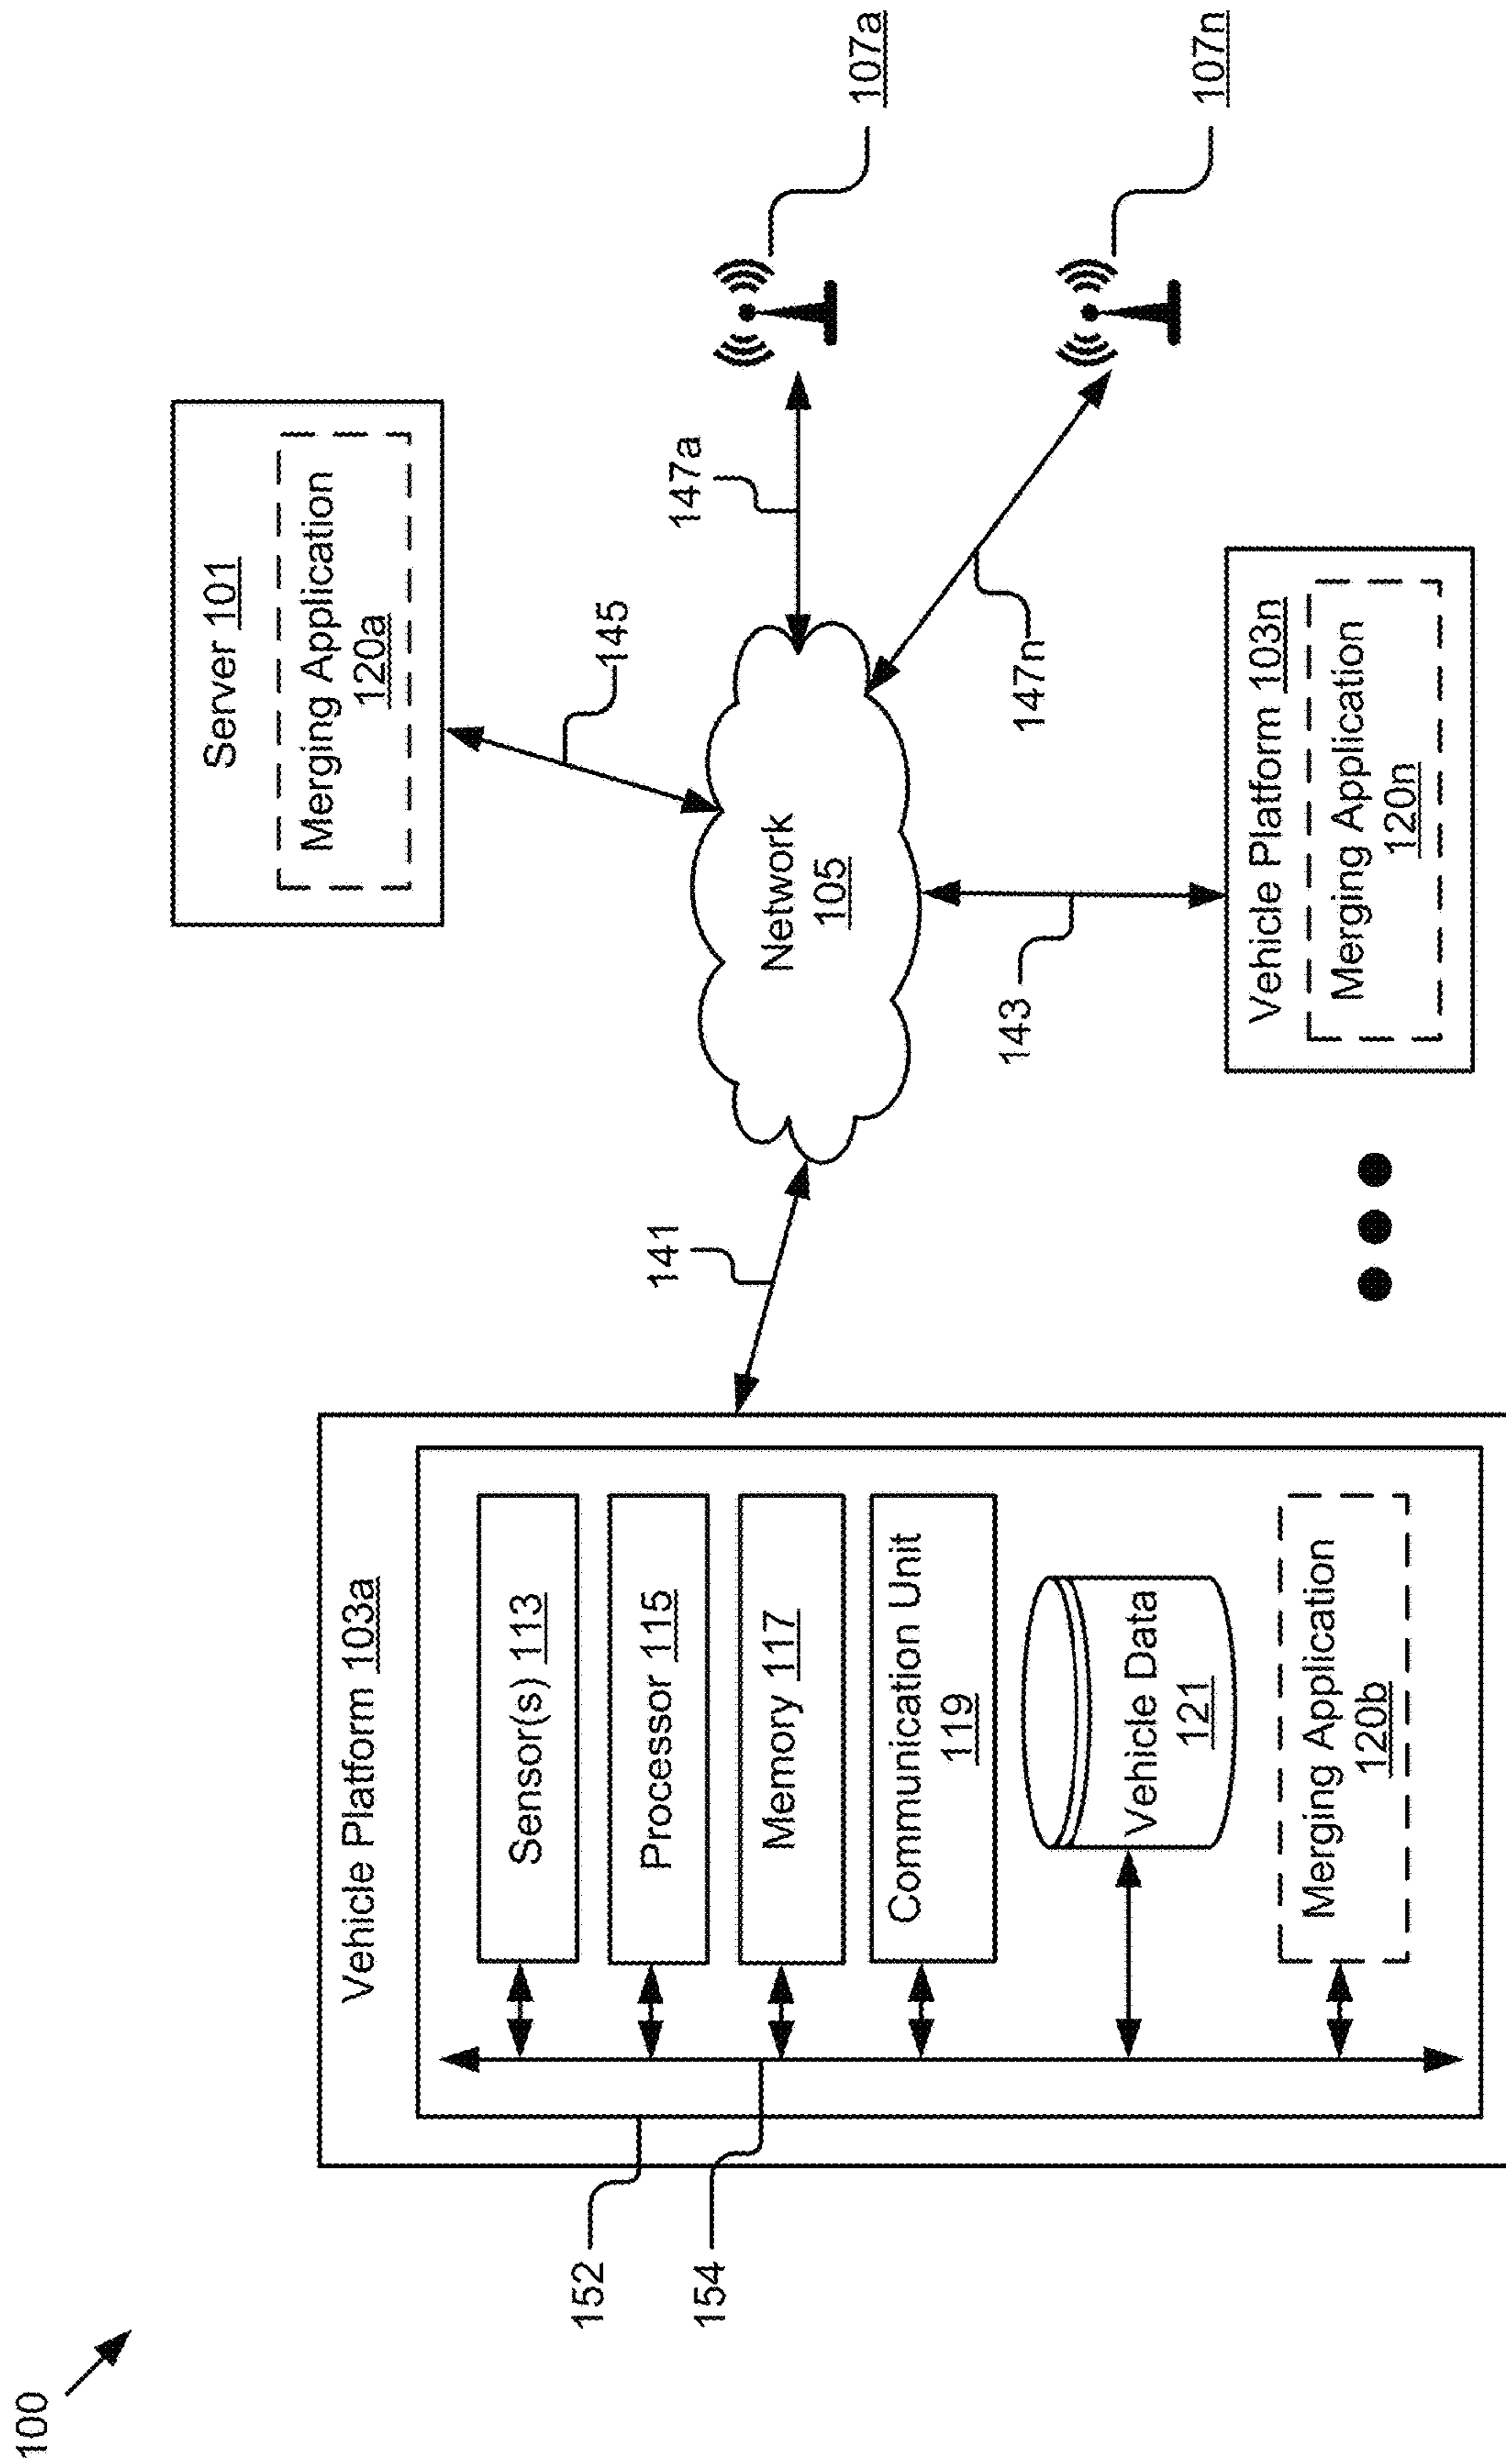 100
Vehicle Platform 103a
Sensor(s) 113
Processor 115
Memory 117
Communication Unit
119
Vehicle Data
121
Merging Application
120b
152
154
141
Server 101
Merging Application
120a
145
Network
105
147a
107a
147n
107n
143
Vehicle Platform 103n
Merging Application
120n